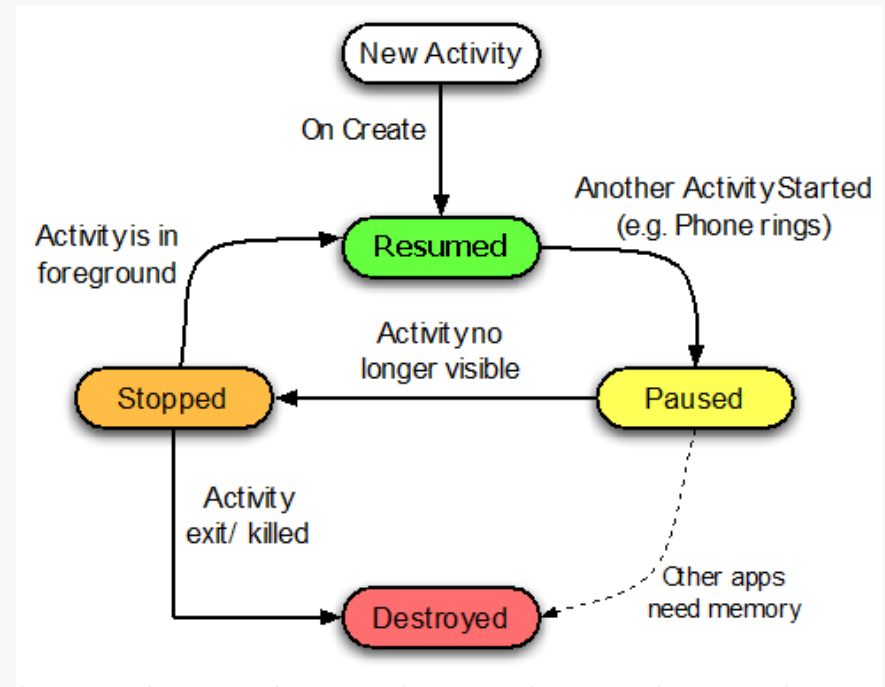 New Activity
On Create
Another Activity Started
(e.g. Phone rings)
Activity is in
foreground
Resumed
Activity no
longer visible
Stopped
Paused
Activity
exit/ killed
Other apps
need memory
Destroyed